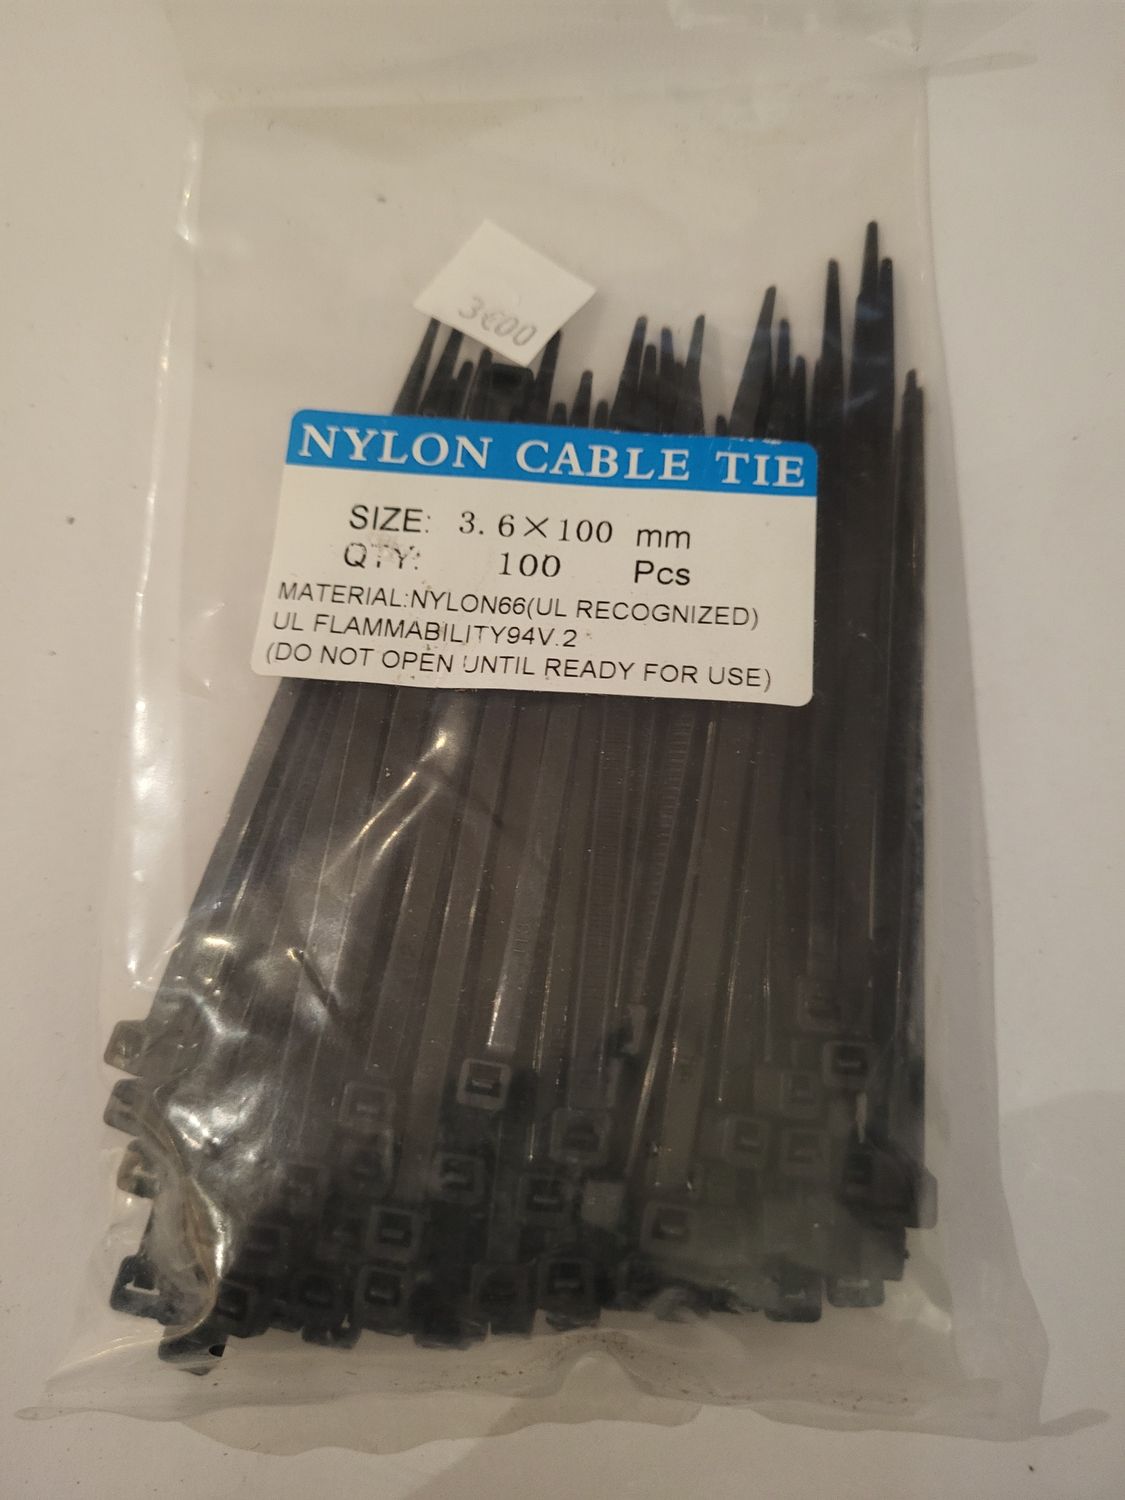 3€00
NYLON CABLE TIE
SIZE: 3.6×100 mm
QTY: 100 Pcs
MATERIAL:NYLON66(UL RECOGNIZED)
UL FLAMMABILITY94V.2
(DO NOT OPEN UNTIL READY FOR USE)